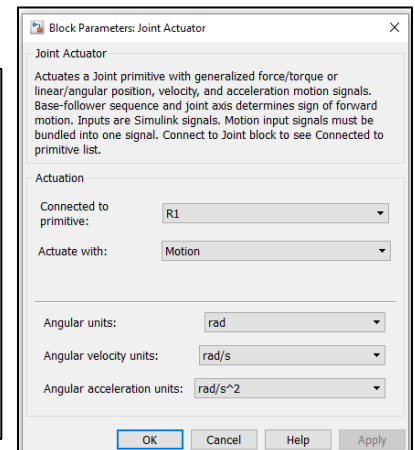 Block Parameters: Joint Actuator
Joint Actuator
Actuates a Joint primitive with generalized force/torque or
linear/angular position, velocity, and acceleration motion signals.
Base-follower sequence and joint axis determines sign of forward
motion. Inputs are Simulink signals. Motion input signals must be
bundled into one signal. Connect to Joint block to see Connected to
primitive list.
Actuation
Connected to
primitive:
R1
Actuate with:
Motion
Angular units:
rad
Angular velocity units:
rad/s
Angular acceleration units:
rad/s^2
OK
Cancel
Help
Apply